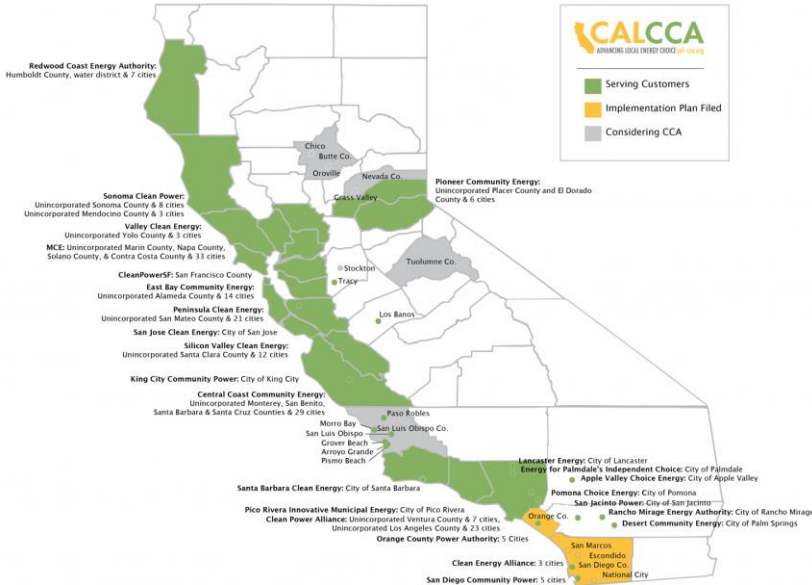 CALCCA
ADVANCING LOCAL ENERGY CHOICE cal-cca.org
Serving Customers
Implementation Plan Filed
Considering CCA
Redwood Coast Energy Authority:
Humboldt County, water district & 7 cities
Chico
Butte Co.
Oroville
Nevada Co.
Grass Valley
Pioneer Community Energy:
Unincorporated Placer County and El Dorado
County & 6 cities
Sonoma Clean Power:
Unincorporated Sonoma County & 8 cities
Unincorporated Mendocino County & 3 cities
Valley Clean Energy:
Unincorporated Yolo County & 3 cities
MCE: Unincorporated Marin County, Napa County,
Solano County, & Contra Costa County & 33 cities
Tuolumne Co.
Stockton
Tracy
CleanPowerSF: San Francisco County
East Bay Community Energy:
Unincorporated Alameda County & 14 cities
Peninsula Clean Energy:
Unincorporated San Mateo County & 21 cities
Los Banos
San Jose Clean Energy: City of San Jose
Silicon Valley Clean Energy:
Unincorporated Santa Clara County & 12 cities
King City Community Power: City of King City
Central Coast Community Energy:
Unincorporated Monterey, San Benito,
Santa Barbara & Santa Cruz Counties & 29 cities
Paso Robles
Morro Bay
San Luis Obispo Co.
San Luis Obispo
Grover Beach
Arroyo Grande
Pismo Beach
Lancaster Energy: City of Lancaster
Energy for Palmdale's Independent Choice: City of Palmdale
Apple Valley Choice Energy: City of Apple Valley
Santa Barbara Clean Energy: City of Santa Barbara
Pomona Choice Energy: City of Pomona
San Jacinto Power: City of San Jacinto
Pico Rivera Innovative Municipal Energy: City of Pico Rivera
Rancho Mirage Energy Authority: City of Rancho Mirage
Clean Power Alliance: Unincorporated Ventura County & 7 cities,
Unincorporated Los Angeles County & 23 cities
Orange Co.
Desert Community Energy: City of Palm Springs
Orange County Power Authority: 5 Cities
San Marcos
Escondido
Clean Energy Alliance: 3 cities
San Diego Co.
National City
San Diego Community Power: 5 cities